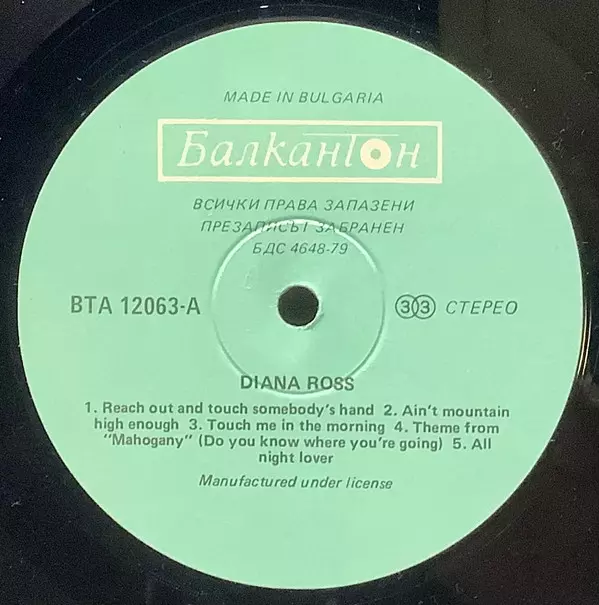 MADE IN BULGARIA
Балкантон
ВСИЧКИ ПРАВА ЗАПАЗЕНИ
ПРЕЗАПИСЪТ ЗАБРАНЕН
БДС 4648-79
ВТА 12063-А
33 СТЕРЕО
DIANA ROSS
1. Reach out and touch somebody's hand 2. Ain't mountain
high enough 3. Touch me in the morning 4. Theme from
"Mahogany" (Do you know where you're going) 5. All
night lover
Manufactured under license